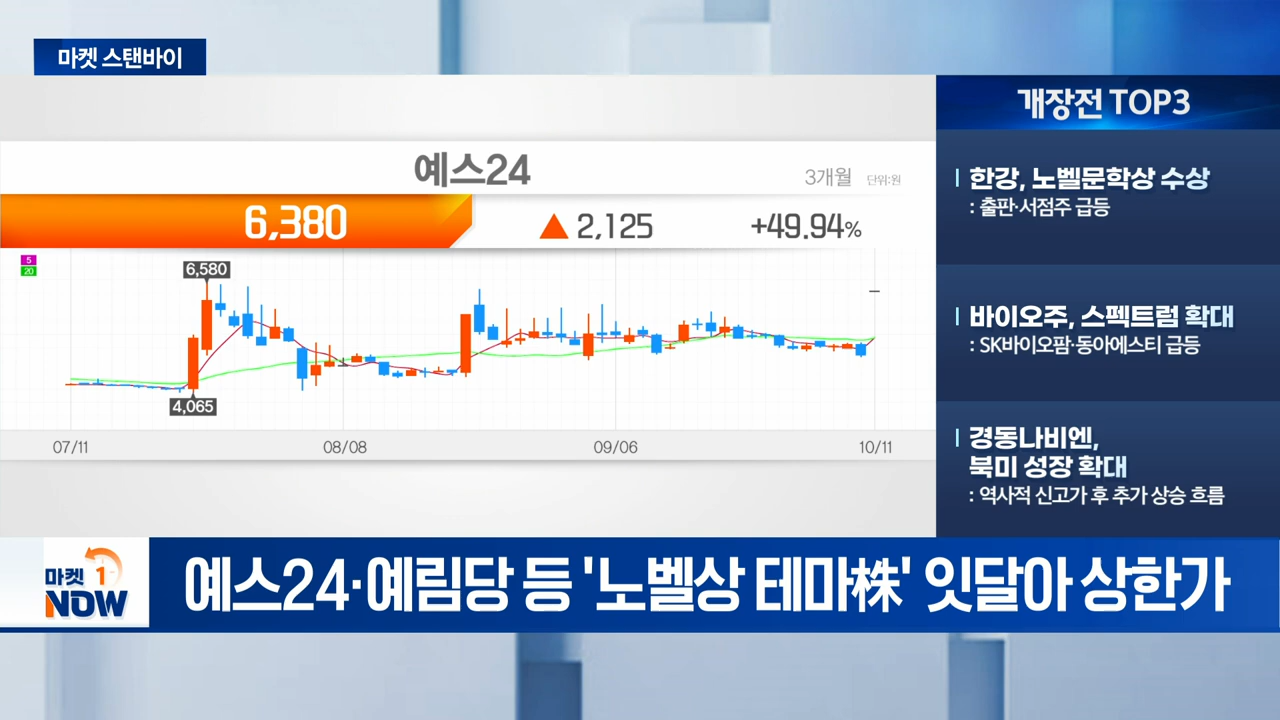 마켓 스탠바이
예스24
3개월 단위:원
6,380 ▲ 2,125 +49.94%
5
20
6,580
4,065
07/11 08/08 09/06 10/11
개장전 TOP3
한강, 노벨문학상 수상
: 출판·서점주 급등
바이오주, 스펙트럼 확대
: SK바이오팜·동아에스티 급등
경동나비엔,
북미 성장 확대
: 역사적 신고가 후 추가 상승 흐름
마켓 1
NOW
예스24·예림당 등 '노벨상 테마株' 잇달아 상한가